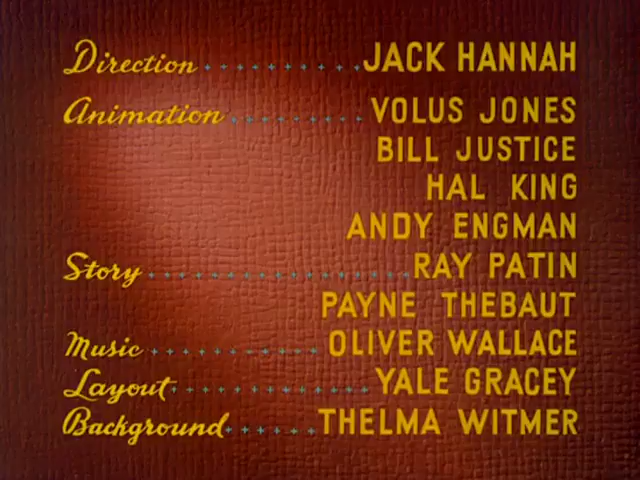 Direction . . . . . . . . . . JACK HANNAH
Animation . . . . . . . . VOLUS JONES
BILL JUSTICE
HAL KING
ANDY ENGMAN
Story . . . . . . . . . . . . . . . . RAY PATIN
PAYNE THEBAUT
Music . . . . . . . . . . OLIVER WALLACE
Layout . . . . . . . . . . . . YALE GRACEY
Background . . . . . . THELMA WITMER